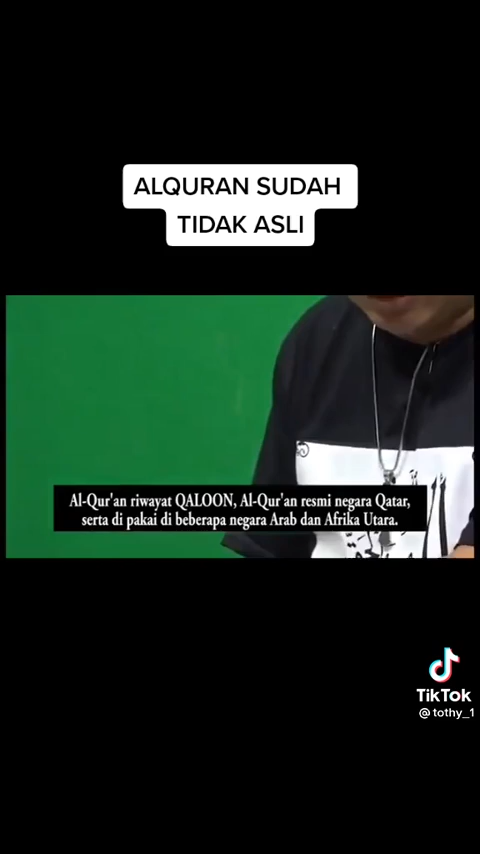 ALQURAN SUDAH
TIDAK ASLI
Al-Qur'an riwayat QALOON, Al-Qur'an resmi negara Qatar,
serta di pakai di beberapa negara Arab dan Afrika Utara.
TikTok
@tothy_1